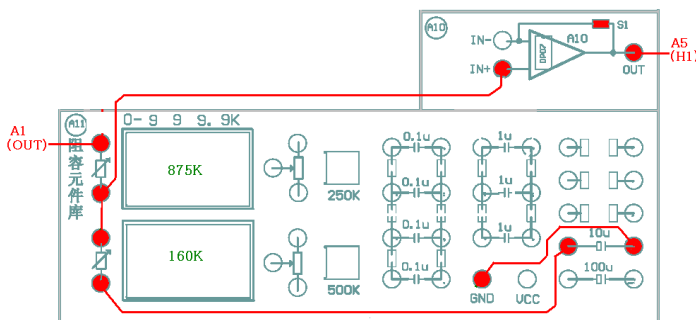 A10
IN-
S1
OP07
A10
A5
(H1)
IN+
OUT
A11
0-9 9 9.9K
A1
(OUT)
阻容元件库
875K
250K
160K
500K
0.1u
0.1u
0.1u
0.1u
1u
1u
1u
10u
100u
GND
VCC